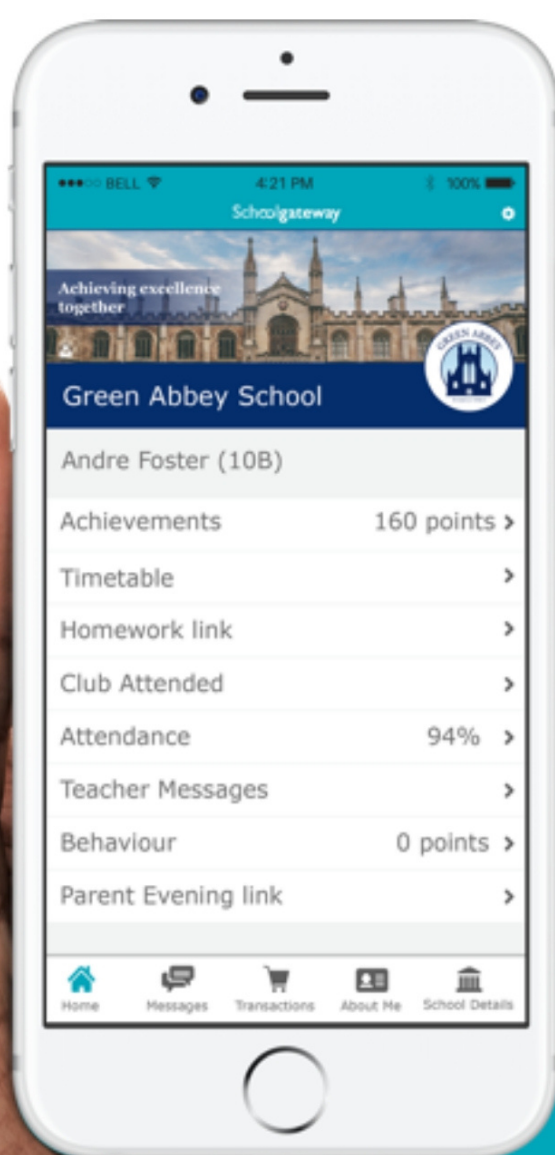 BELL 4:21 PM 100%
Schoolgateway
Achieving excellence
together
GREEN ABBEY
Green Abbey School
Andre Foster (10B)
Achievements 160 points >
Timetable >
Homework link >
Club Attended >
Attendance 94% >
Teacher Messages >
Behaviour 0 points >
Parent Evening link >
Home Messages Transactions About Me School Details